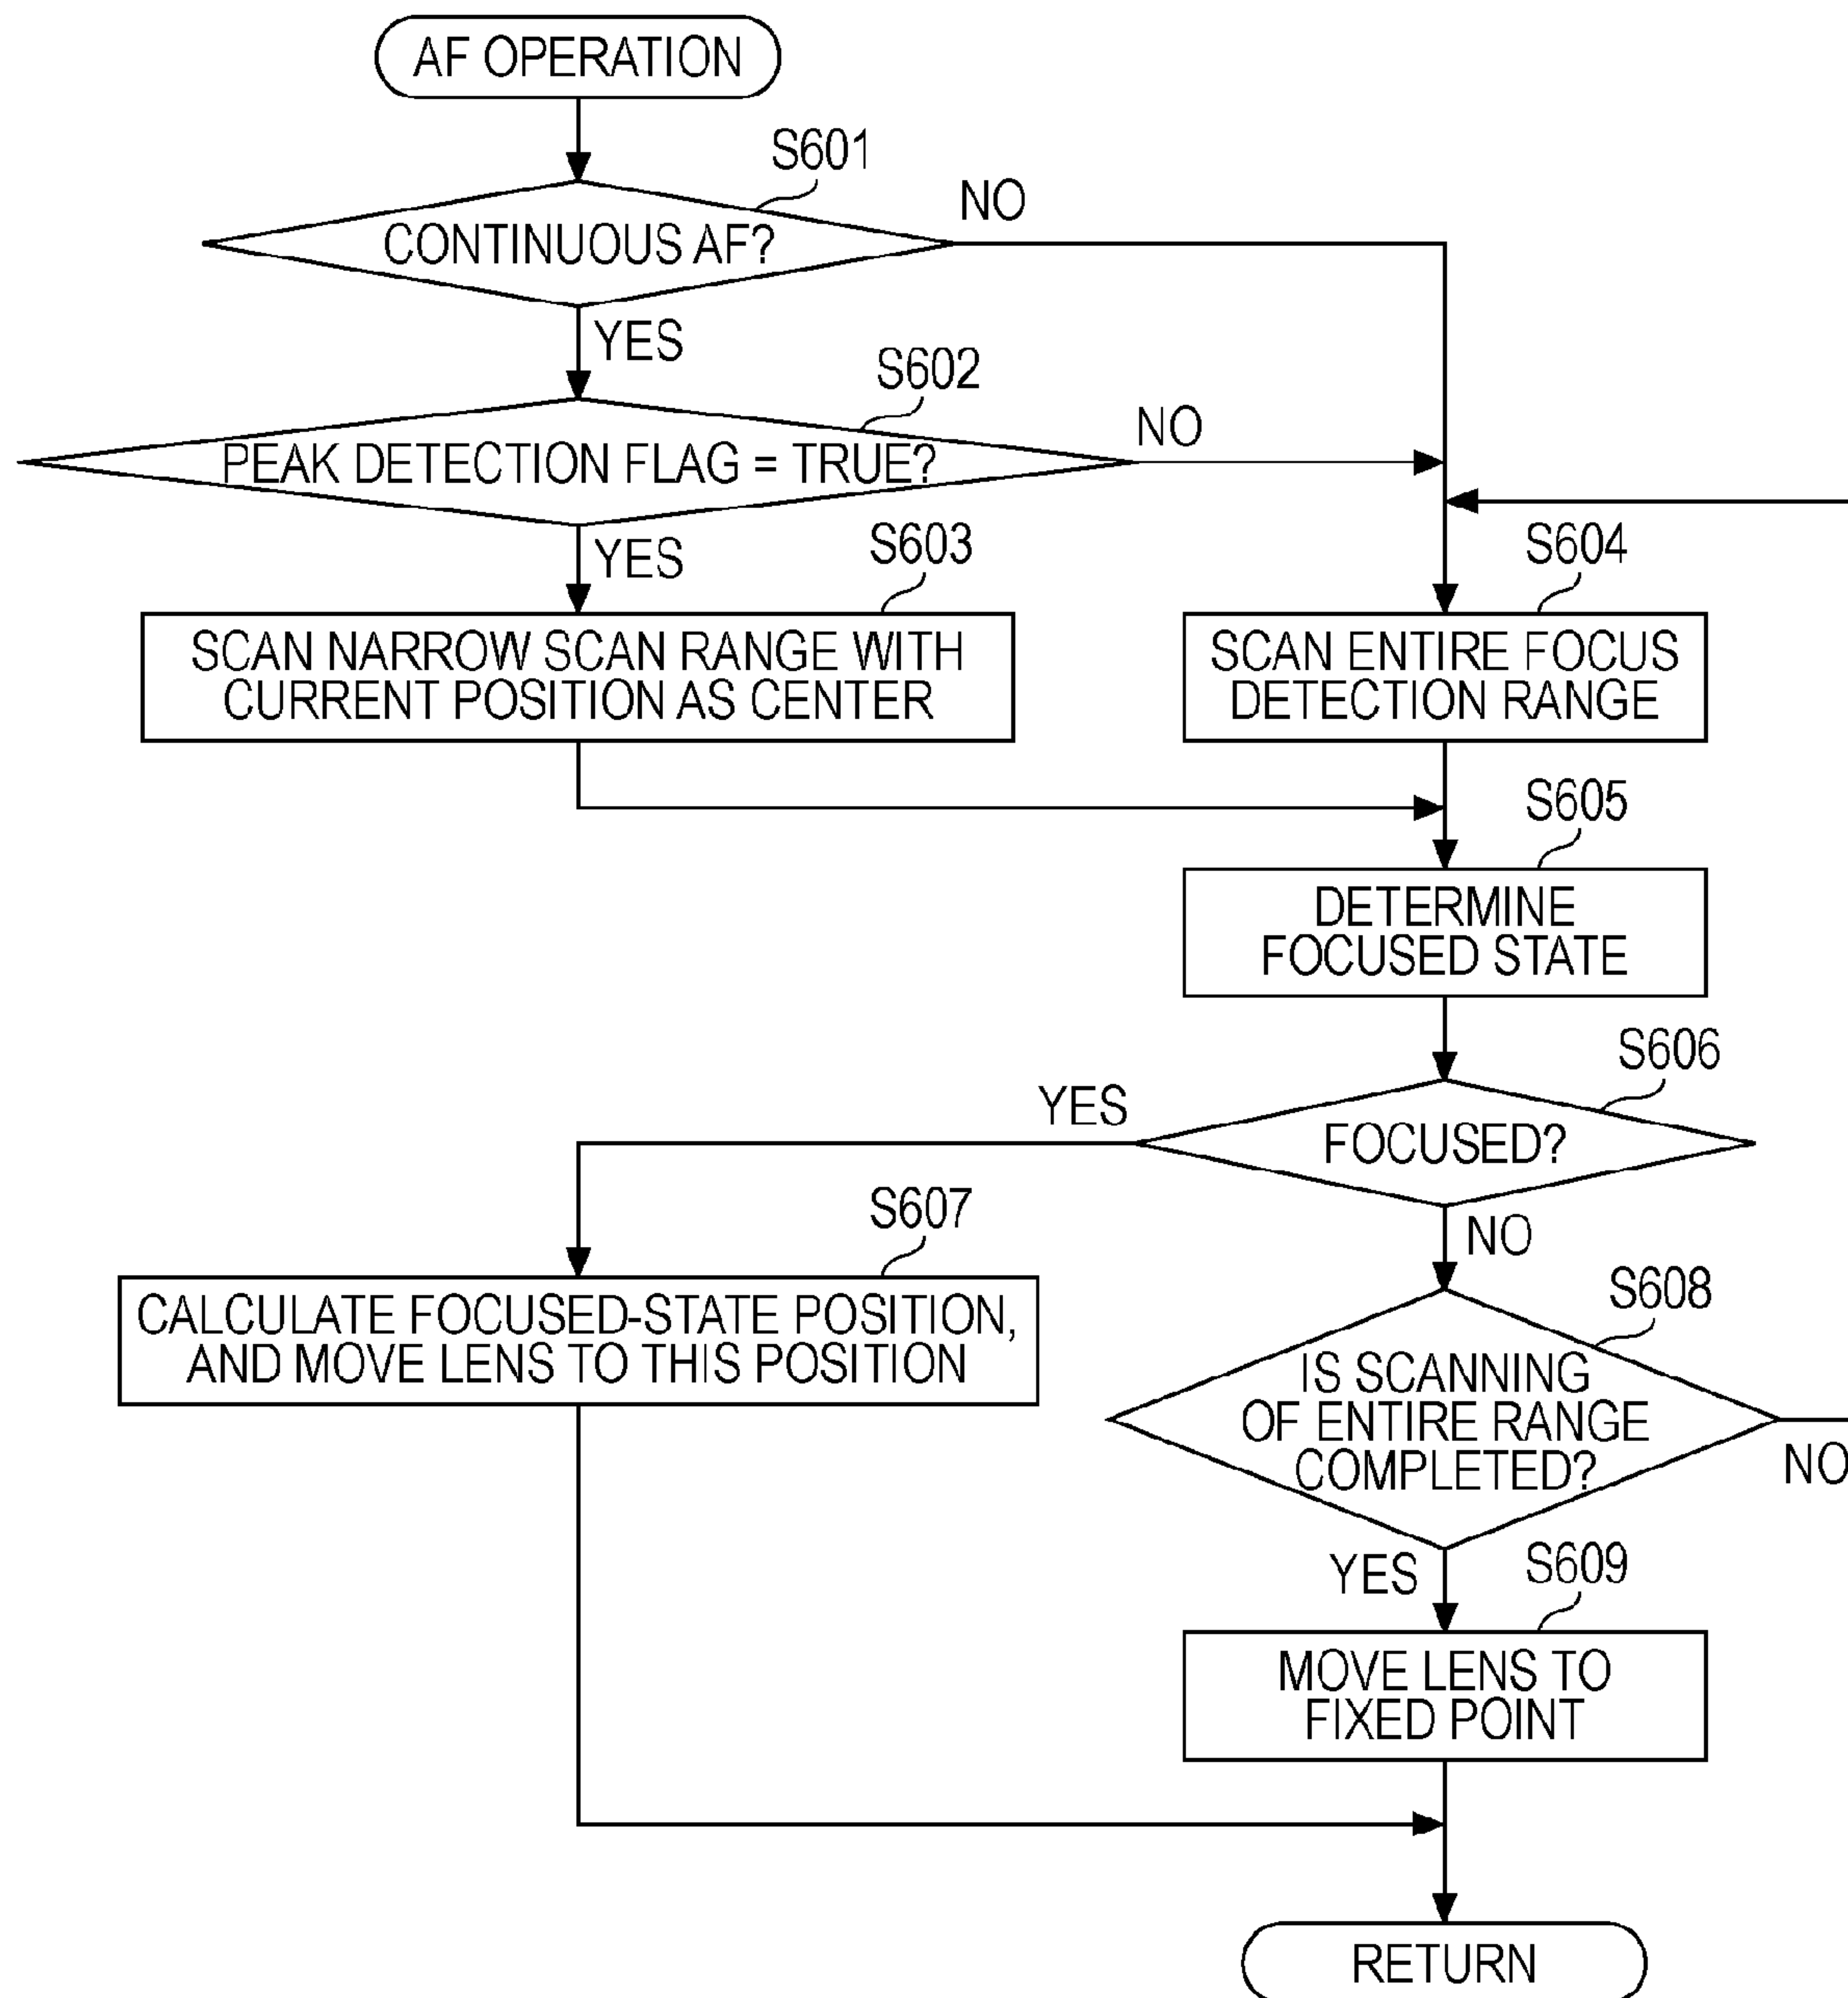 AF OPERATION
S601
CONTINUOUS AF?
NO
YES
S602
PEAK DETECTION FLAG = TRUE?
NO
YES
S603
SCAN NARROW SCAN RANGE WITH
CURRENT POSITION AS CENTER
S604
SCAN ENTIRE FOCUS
DETECTION RANGE
S605
DETERMINE
FOCUSED STATE
S606
FOCUSED?
YES
NO
S607
CALCULATE FOCUSED-STATE POSITION,
AND MOVE LENS TO THIS POSITION
S608
IS SCANNING
OF ENTIRE RANGE
COMPLETED?
NO
YES
S609
MOVE LENS TO
FIXED POINT
RETURN